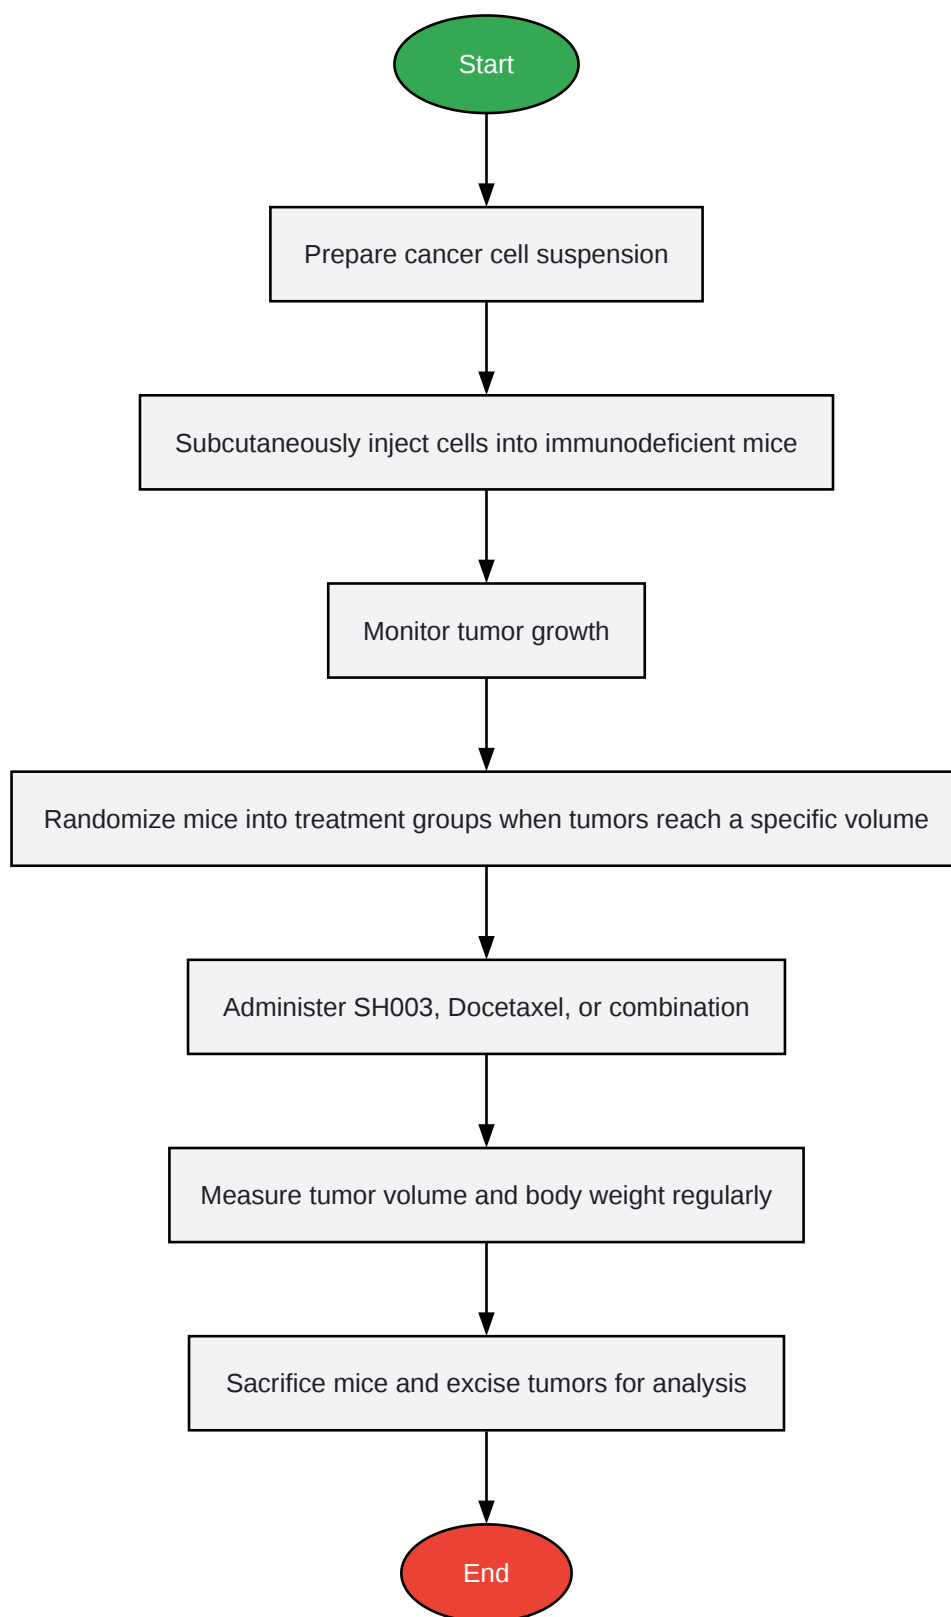 Start
Prepare cancer cell suspension
Subcutaneously inject cells into immunodeficient mice
Monitor tumor growth
Randomize mice into treatment groups when tumors reach a specific volume
Administer SH003, Docetaxel, or combination
Measure tumor volume and body weight regularly
Sacrifice mice and excise tumors for analysis
End